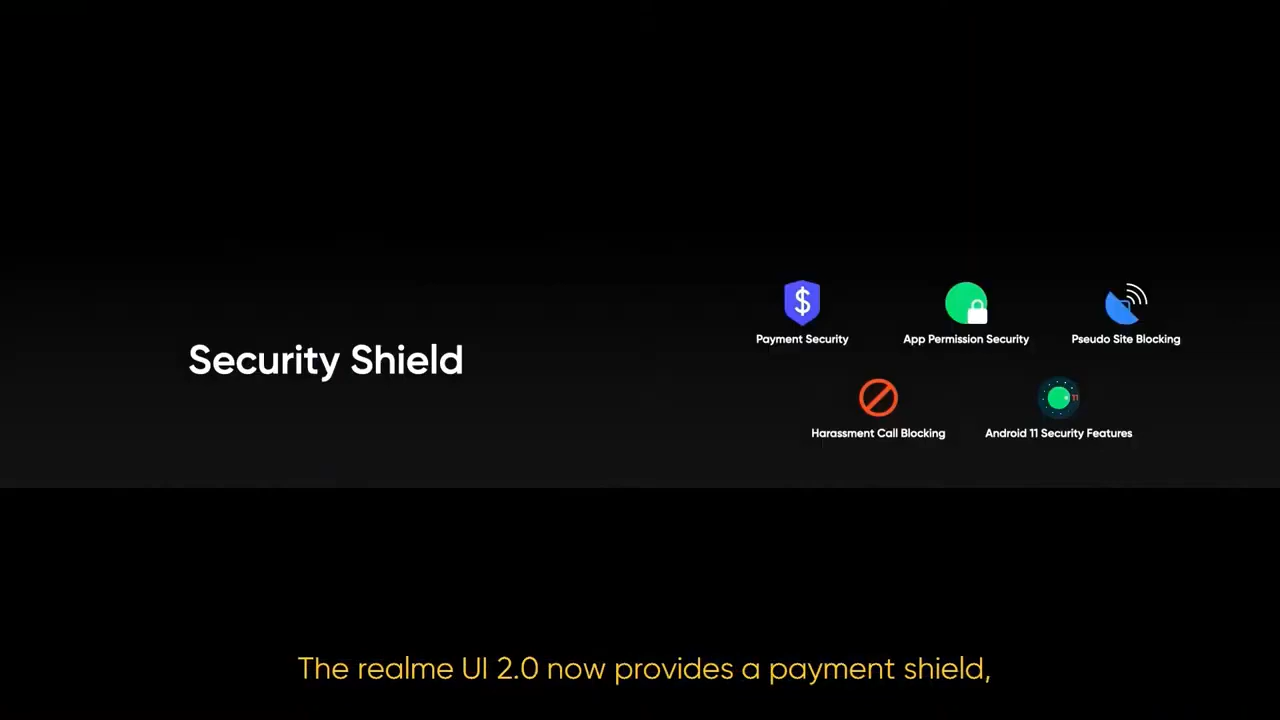 Security Shield
$
Payment Security
App Permission Security
Pseudo Site Blocking
Harassment Call Blocking
11
Android 11 Security Features
The realme UI 2.0 now provides a payment shield,